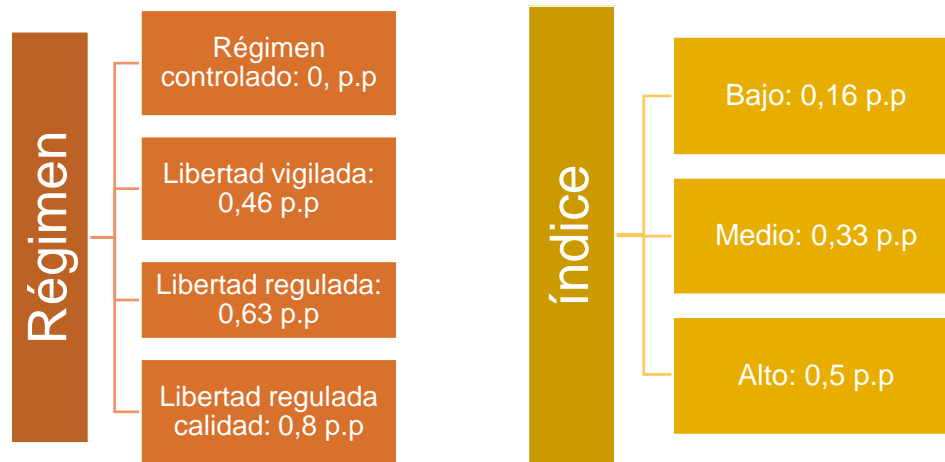 Régimen
Régimen
controlado: 0, p.p
Libertad vigilada:
0,46 p.p
Libertad regulada:
0,63 p.p
Libertad regulada
calidad: 0,8 p.p
índice
Bajo: 0,16 p.p
Medio: 0,33 p.p
Alto: 0,5 p.p